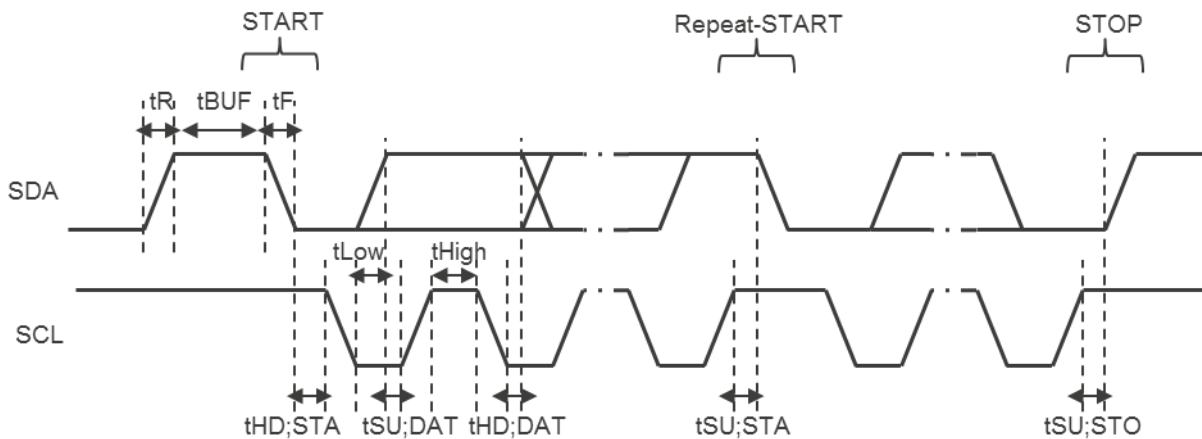 START Repeat-START STOP
tR tBUF tF
SDA
tLow tHigh
SCL
tHD;STA tSU;DAT tHD;DAT tSU;STA tSU;STO